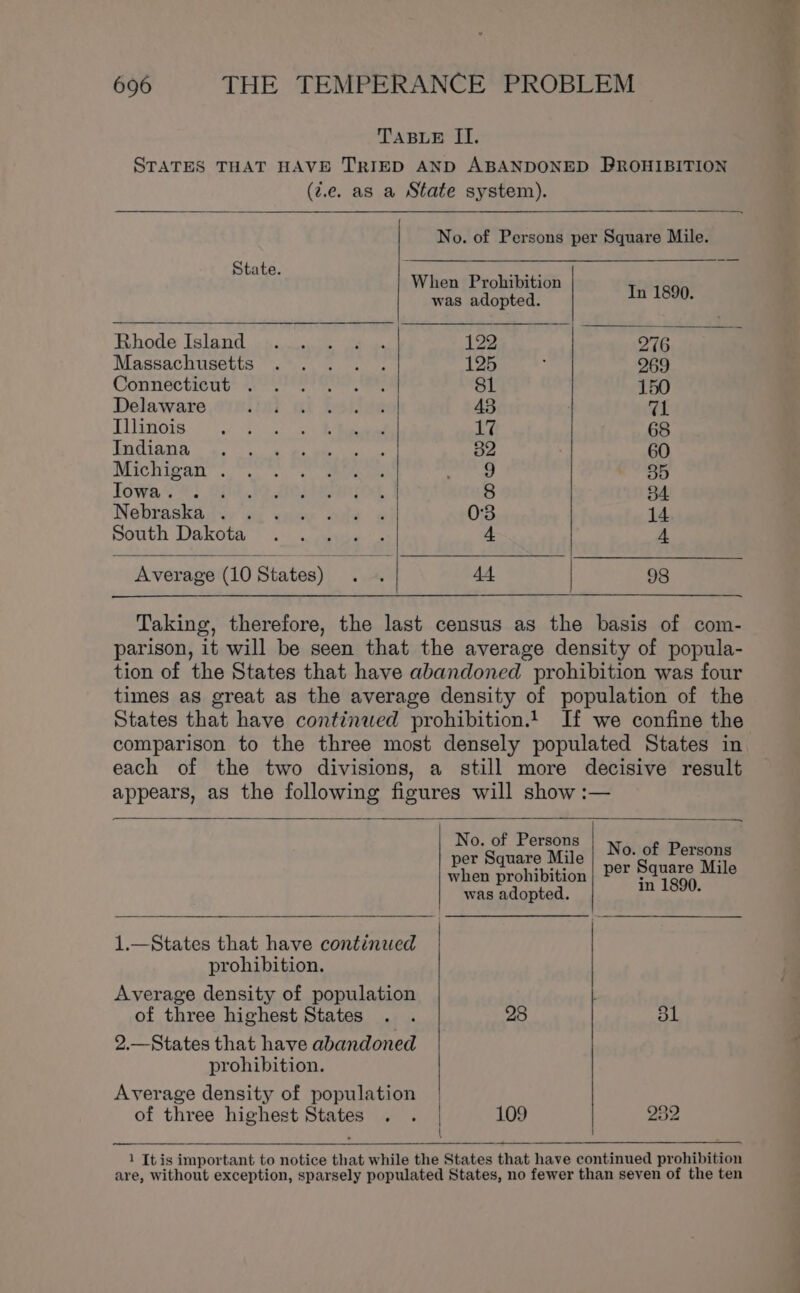 696 THE TEMPERANCE PROBLEM
TABLE II.
STATES THAT HAVE TRIED AND ABANDONED PROHIBITION
(i.e. as a State system).
State.
No. of Persons per Square Mile.
When Prohibition was adopted.
In 1890.
Rhode Island . . . . . 122 276
Massachusetts . . . . . 125 269
Connecticut . . . . . . 81 150
Delaware . . . . . . 43 71
Illinois . . . . . . . 17 68
Indiana . . . . . . . 32 60
Michigan . . . . . . . 9 35
Iowa . . . . . . . . 8 34
Nebraska . . . . . . . 0·3 14
South Dakota . . . . . 4 4
Average (10 States) . . 44 98
Taking, therefore, the last census as the basis of com-
parison, it will be seen that the average density of popula-
tion of the States that have abandoned prohibition was four
times as great as the average density of population of the
States that have continued prohibition.¹ If we confine the
comparison to the three most densely populated States in
each of the two divisions, a still more decisive result
appears, as the following figures will show :—
No. of Persons per Square Mile when prohibition was adopted.
No. of Persons per Square Mile in 1890.
1.—States that have continued
prohibition.
Average density of population
of three highest States . . 23 31
2.—States that have abandoned
prohibition.
Average density of population
of three highest States . . 109 232
¹ It is important to notice that while the States that have continued prohibition
are, without exception, sparsely populated States, no fewer than seven of the ten